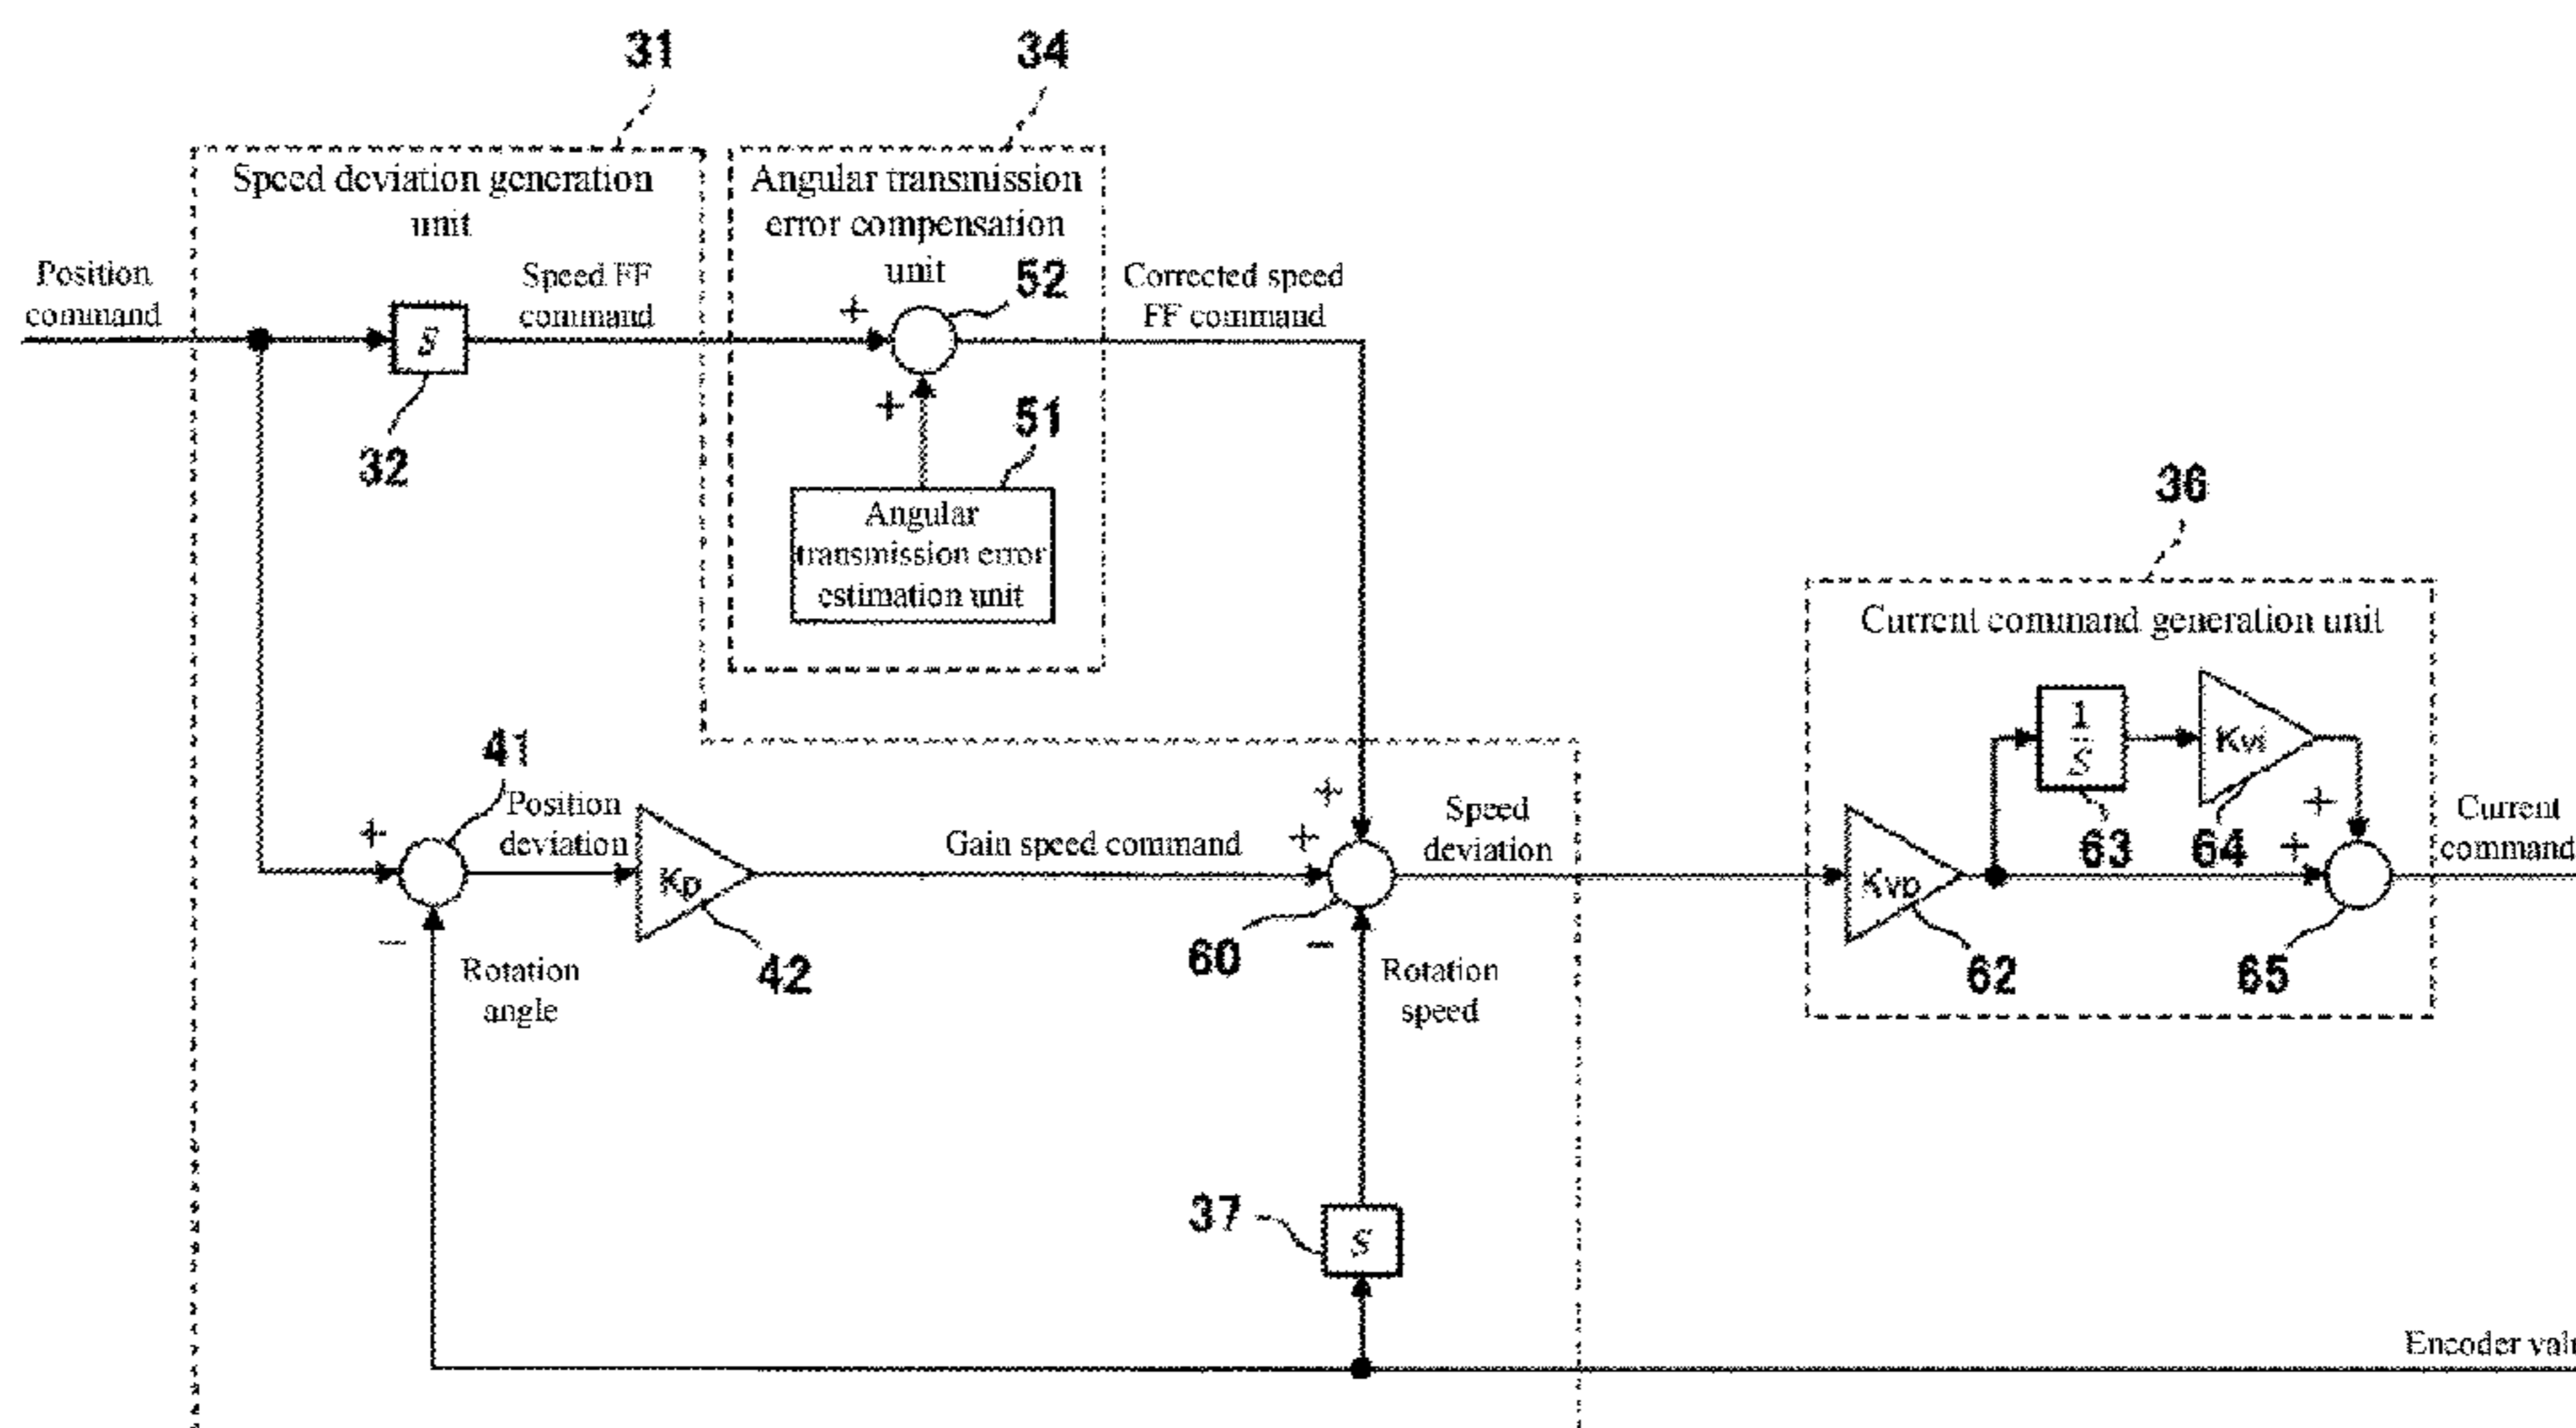 31
34
Speed deviation generation
unit
Angular transmission
error compensation
unit
52
Position
command
Speed FF
command
Corrected speed
FF command
+
S
+
51
32
Angular
transmission error
estimation unit
36
Current command generation unit
41
Position
deviation
+
Kp
Gain speed command
+
+
Speed
deviation
1
S
Kvi
63
64
+
+
Current
command
Kvp
−
42
60
−
62
65
Rotation
angle
Rotation
speed
37
S
Encoder